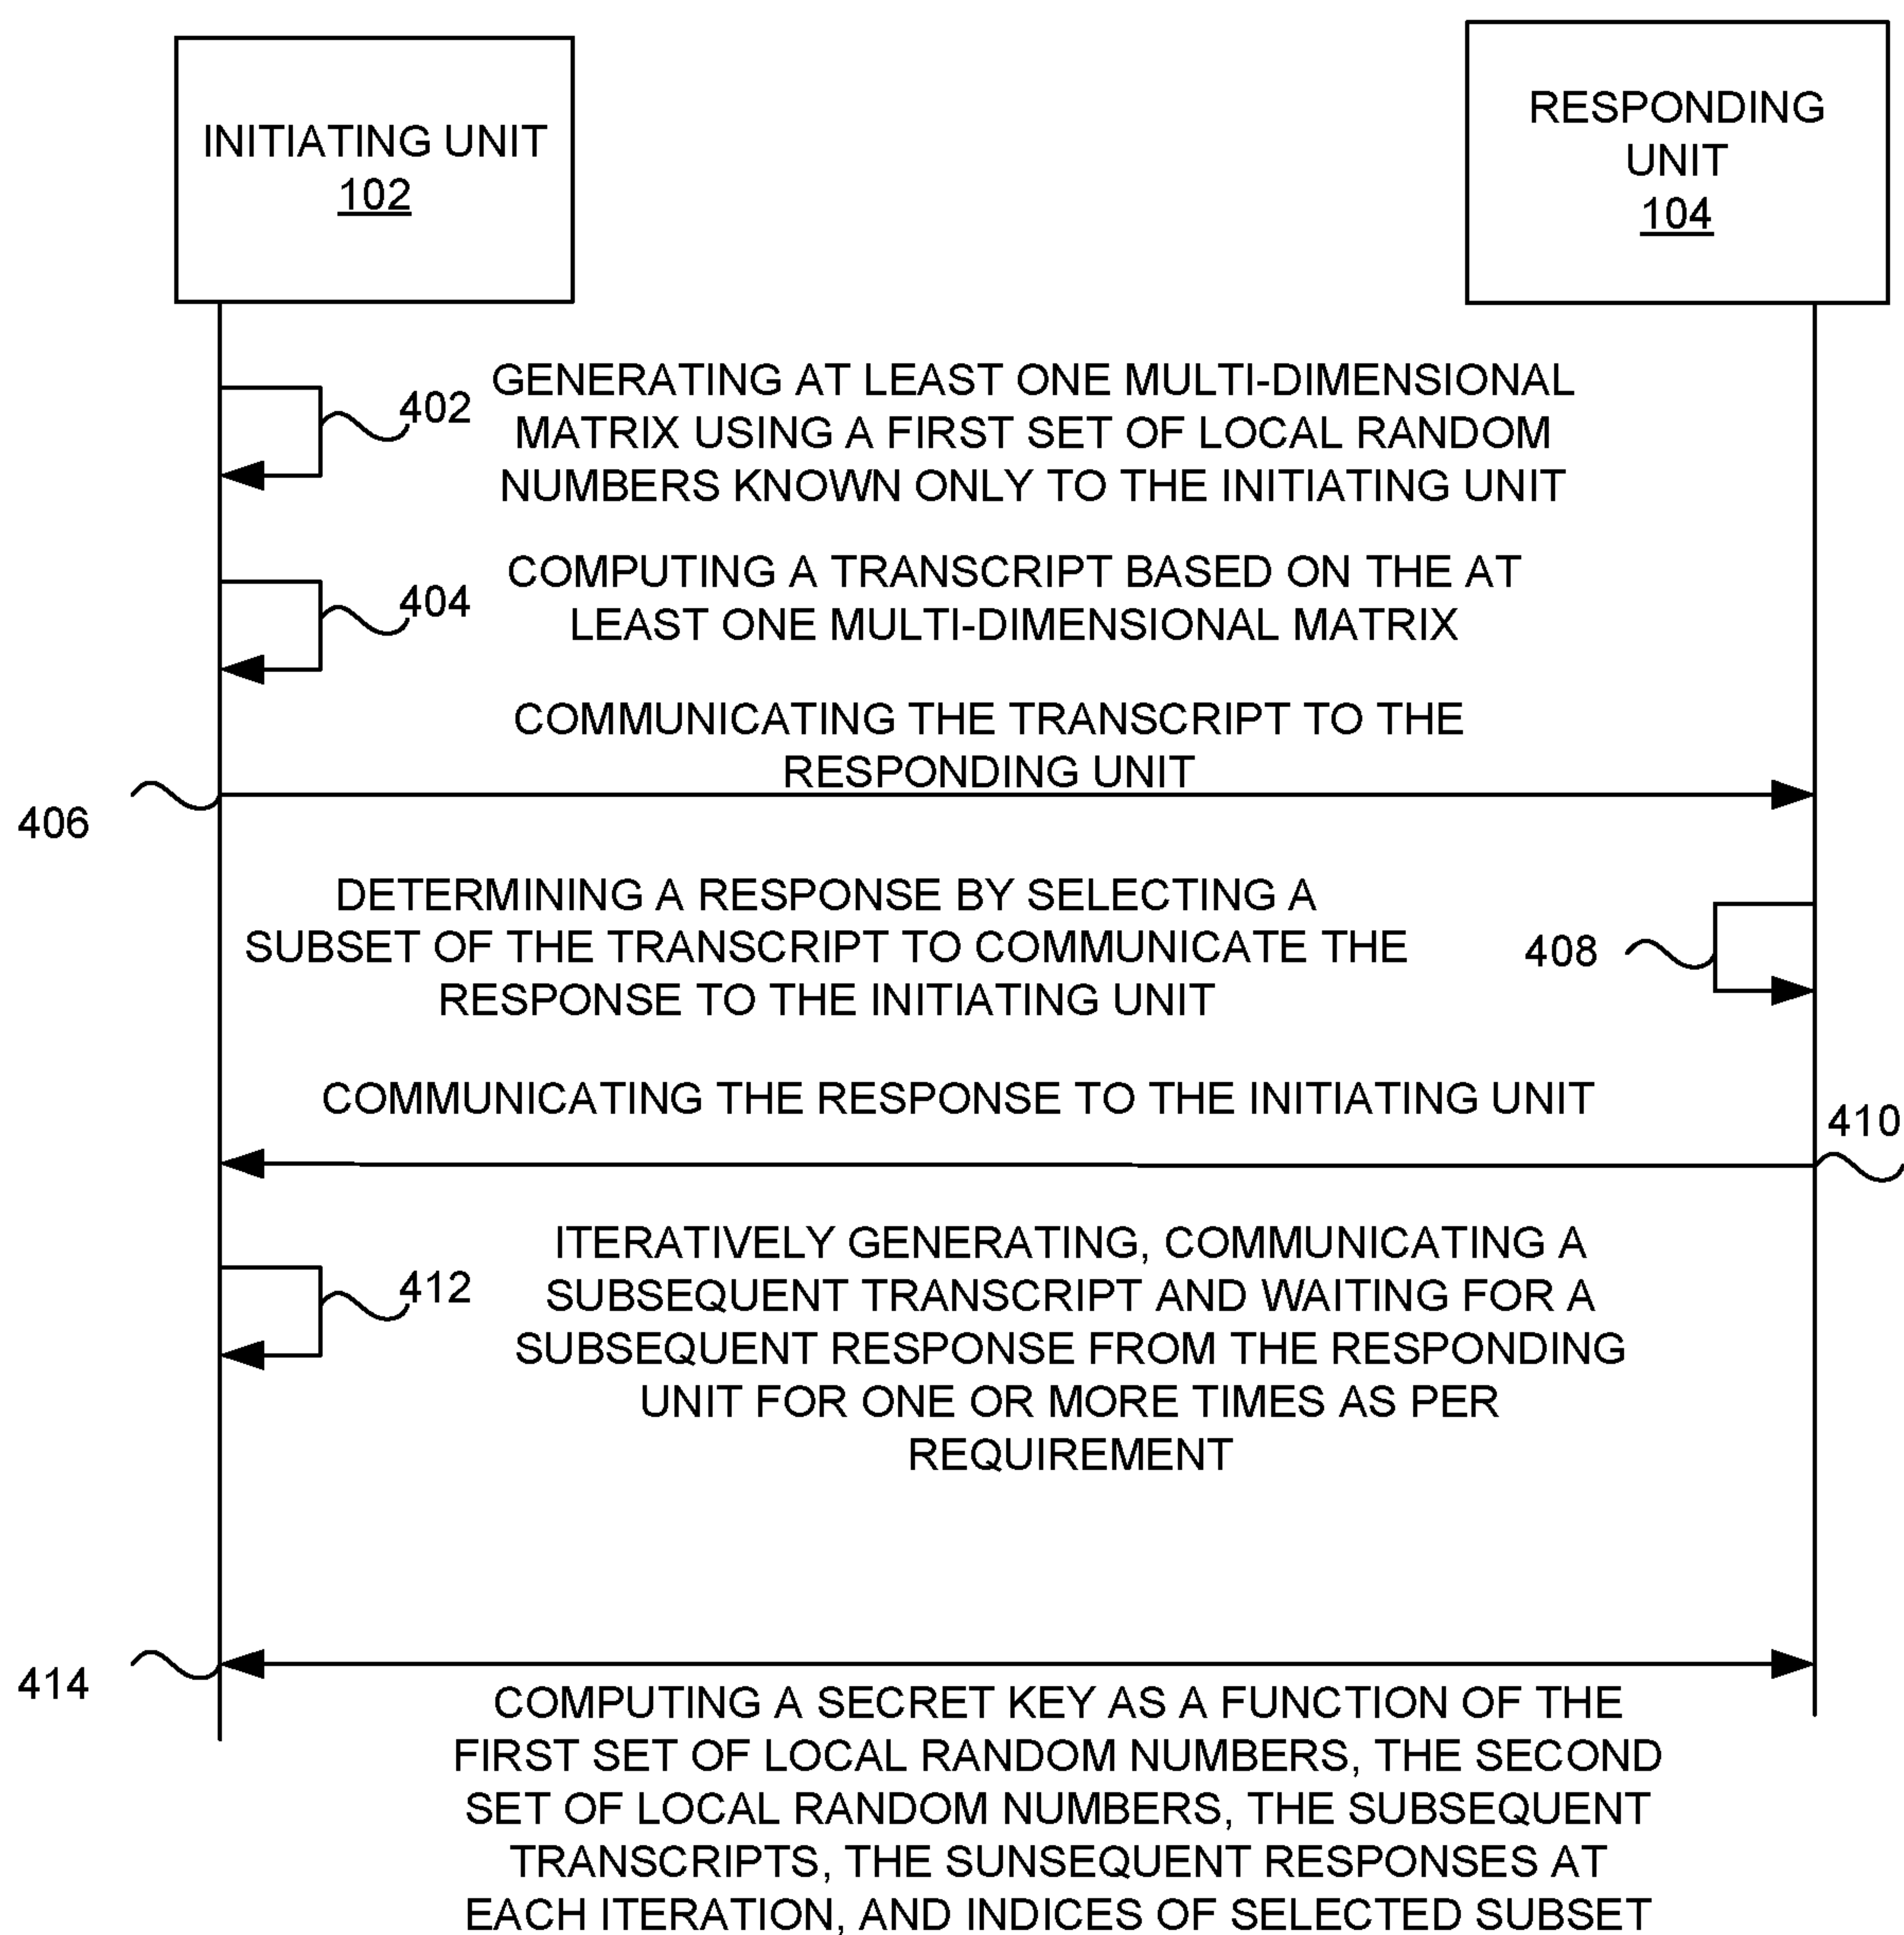 INITIATING UNIT
102
RESPONDING
UNIT
104
402
GENERATING AT LEAST ONE MULTI-DIMENSIONAL
MATRIX USING A FIRST SET OF LOCAL RANDOM
NUMBERS KNOWN ONLY TO THE INITIATING UNIT
404
COMPUTING A TRANSCRIPT BASED ON THE AT
LEAST ONE MULTI-DIMENSIONAL MATRIX
COMMUNICATING THE TRANSCRIPT TO THE
RESPONDING UNIT
406
DETERMINING A RESPONSE BY SELECTING A
SUBSET OF THE TRANSCRIPT TO COMMUNICATE THE
RESPONSE TO THE INITIATING UNIT
408
COMMUNICATING THE RESPONSE TO THE INITIATING UNIT
410
412
ITERATIVELY GENERATING, COMMUNICATING A
SUBSEQUENT TRANSCRIPT AND WAITING FOR A
SUBSEQUENT RESPONSE FROM THE RESPONDING
UNIT FOR ONE OR MORE TIMES AS PER
REQUIREMENT
414
COMPUTING A SECRET KEY AS A FUNCTION OF THE
FIRST SET OF LOCAL RANDOM NUMBERS, THE SECOND
SET OF LOCAL RANDOM NUMBERS, THE SUBSEQUENT
TRANSCRIPTS, THE SUNSEQUENT RESPONSES AT
EACH ITERATION, AND INDICES OF SELECTED SUBSET